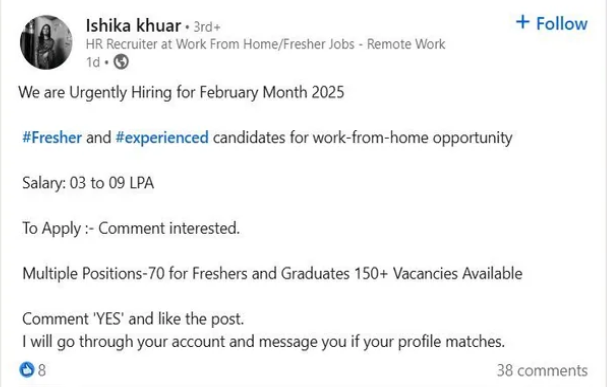 Ishika khuar • 3rd+
+ Follow
HR Recruiter at Work From Home/Fresher Jobs - Remote Work
1d •
We are Urgently Hiring for February Month 2025
#Fresher and #experienced candidates for work-from-home opportunity
Salary: 03 to 09 LPA
To Apply :- Comment interested.
Multiple Positions-70 for Freshers and Graduates 150+ Vacancies Available
Comment 'YES' and like the post.
I will go through your account and message you if your profile matches.
8
38 comments